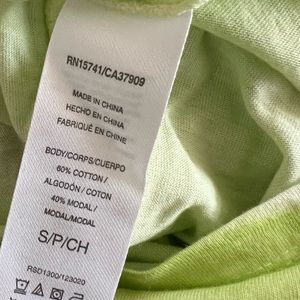 RN15741/CA37909
MADE IN CHINA
HECHO EN CHINA
FABRIQUÉ EN CHINE
BODY/CORPS/CUERPO
60% COTTON/
ALGODÓN / COTON
40% MODAL/
MODAL/MODAL
S/P/CH
RSD1300/123020